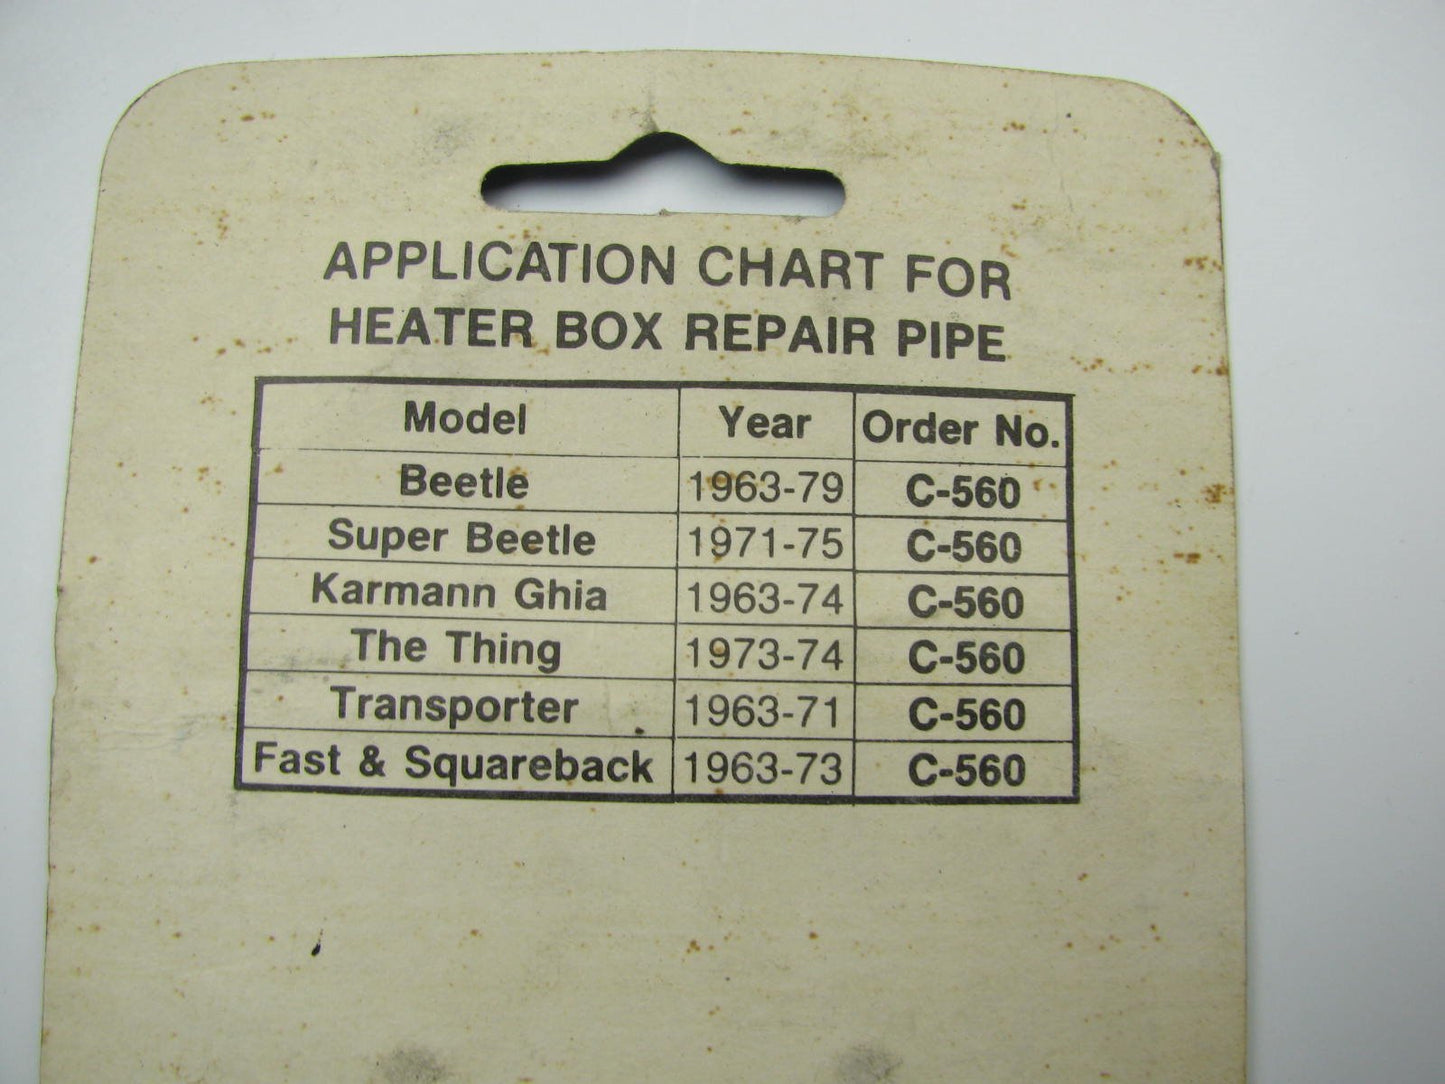 APPLICATION CHART FOR
HEATER BOX REPAIR PIPE
Model Year Order No.
Beetle 1963-79 C-560
Super Beetle 1971-75 C-560
Karmann Ghia 1963-74 C-560
The Thing 1973-74 C-560
Transporter 1963-71 C-560
Fast & Squareback 1963-73 C-560